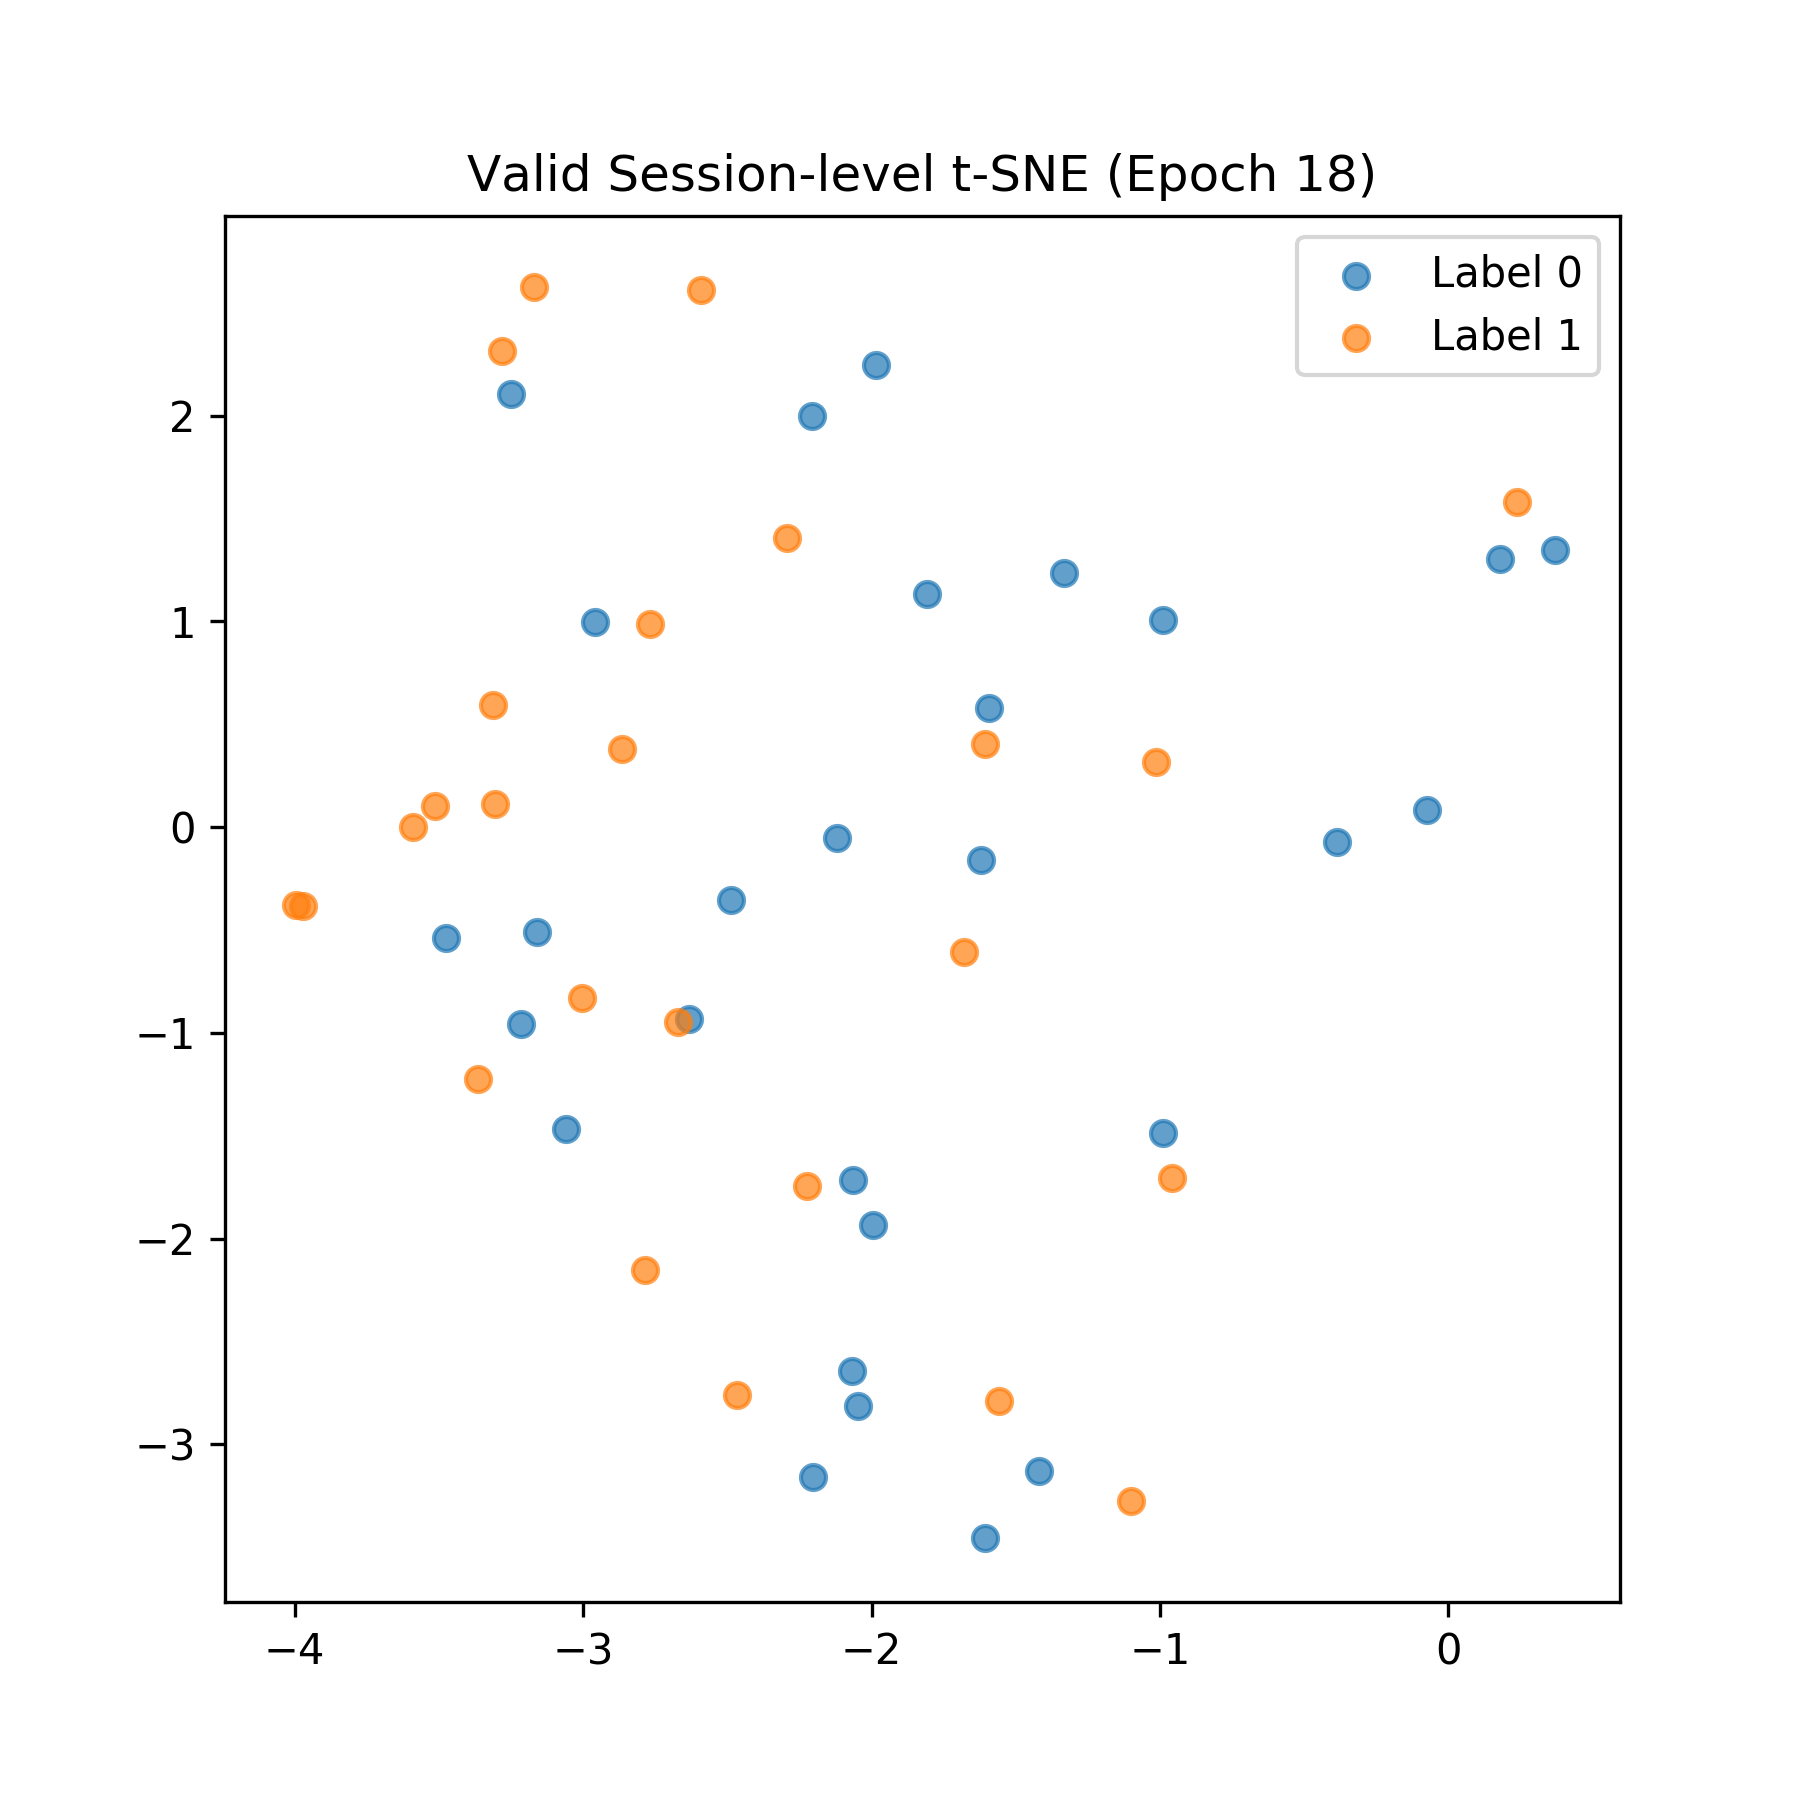 Valid Session-level t-SNE (Epoch 18)
Label 0
Label 1
2
1
0
−1
−2
−3
−4 −3 −2 −1 0